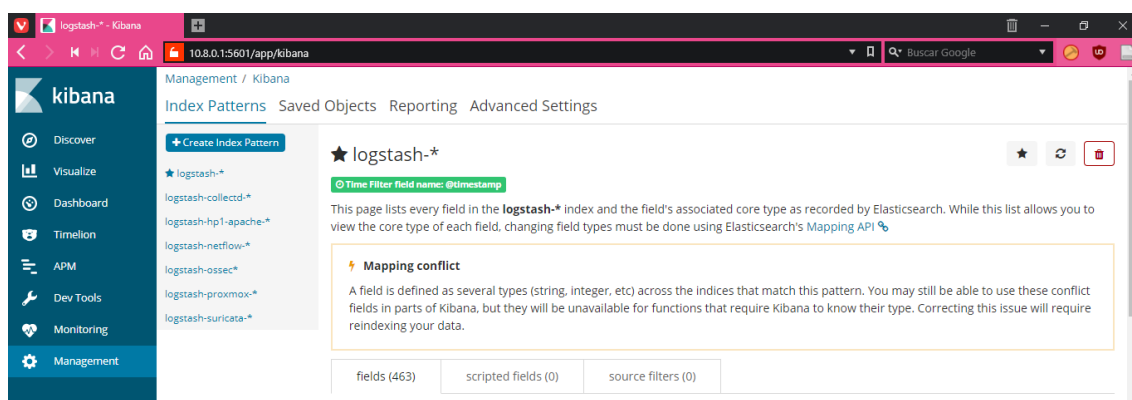 logstash-* - Kibana
10.8.0.1:5601/app/kibana
Buscar Google
kibana
Discover
Visualize
Dashboard
Timelion
APM
Dev Tools
Monitoring
Management
Management / Kibana
Index Patterns Saved Objects Reporting Advanced Settings
Create Index Pattern
logstash-*
logstash-collectd-*
logstash-hp1-apache-*
logstash-netflow-*
logstash-ossec*
logstash-proxmox-*
logstash-suricata-*
logstash-*
Time Filter field name: @timestamp
This page lists every field in the logstash-* index and the field's associated core type as recorded by Elasticsearch. While this list allows you to
view the core type of each field, changing field types must be done using Elasticsearch's Mapping API
Mapping conflict
A field is defined as several types (string, integer, etc) across the indices that match this pattern. You may still be able to use these conflict
fields in parts of Kibana, but they will be unavailable for functions that require Kibana to know their type. Correcting this issue will require
reindexing your data.
fields (463) scripted fields (0) source filters (0)